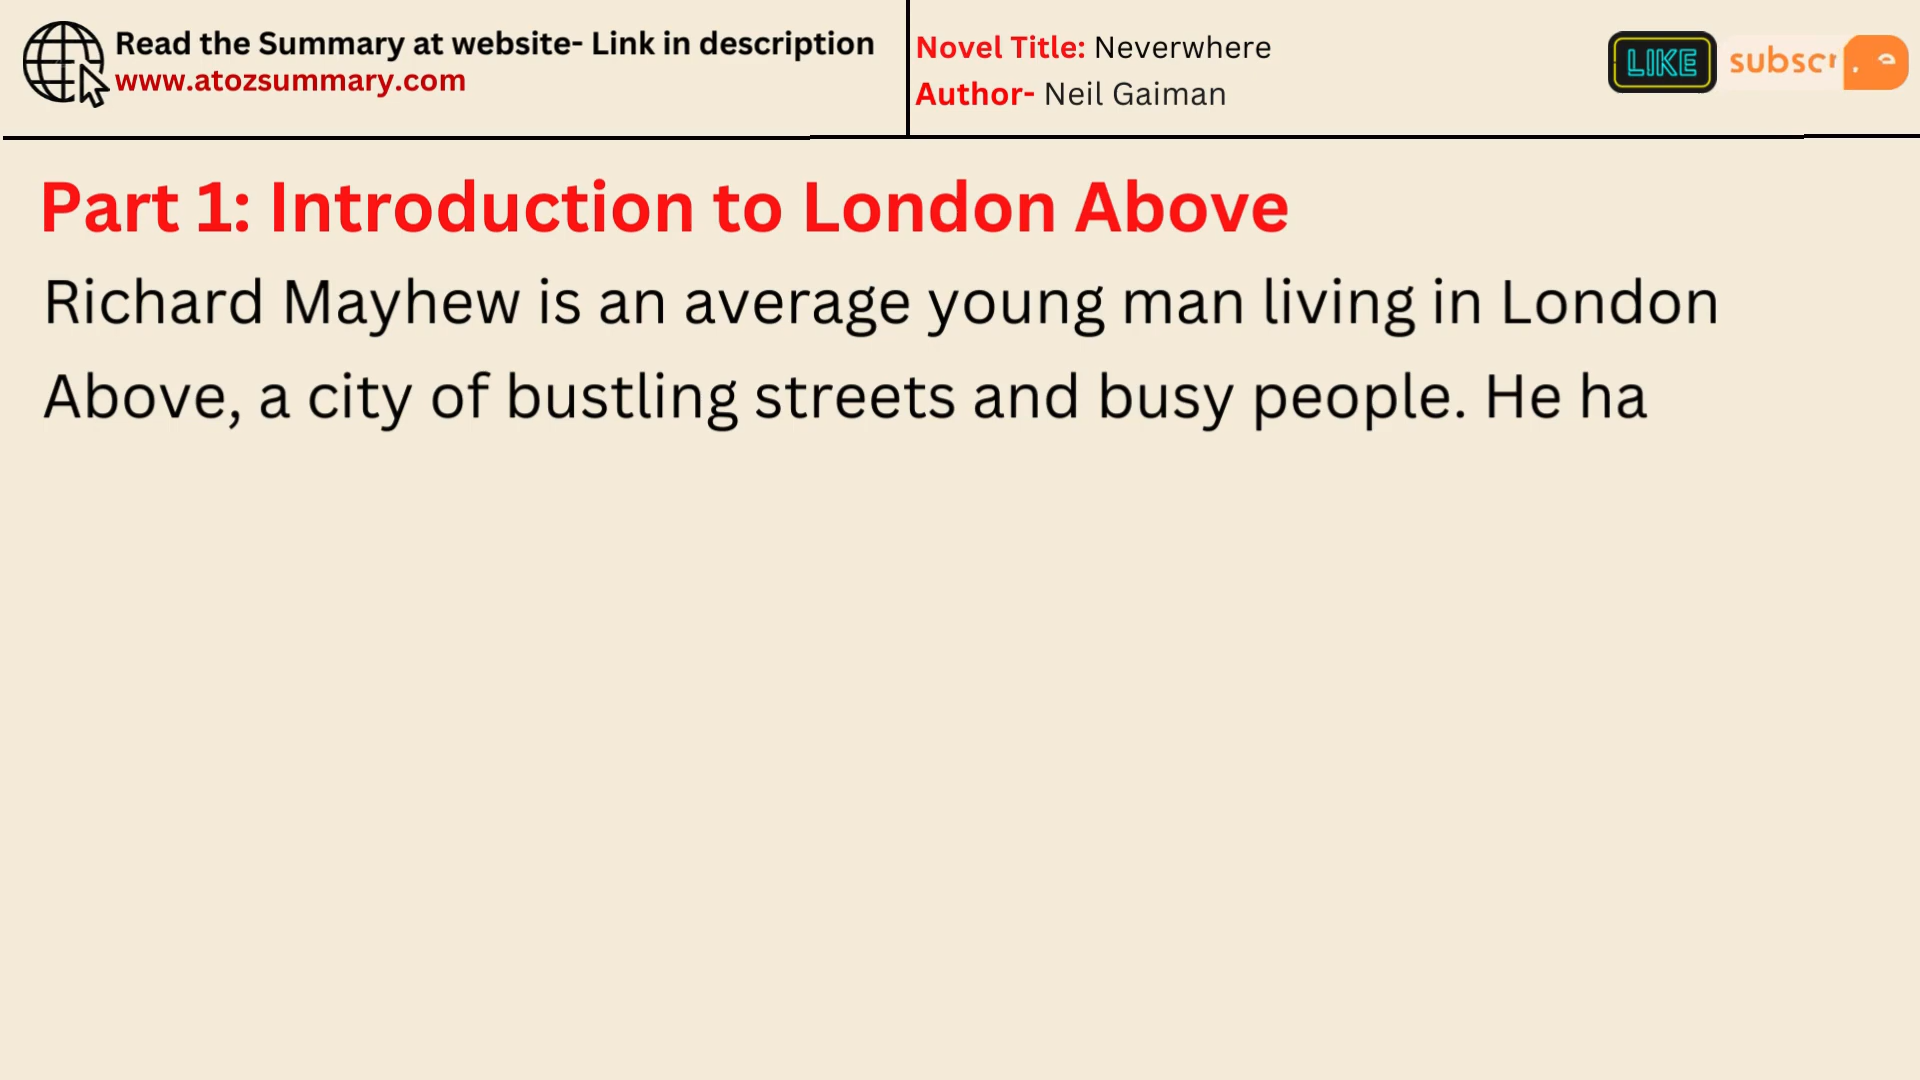 Read the Summary at website- Link in description
www.atozsummary.com
Novel Title: Neverwhere
Author- Neil Gaiman
LIKE
Part 1: Introduction to London Above
Richard Mayhew is an average young man living in London
Above, a city of bustling streets and busy people. He ha